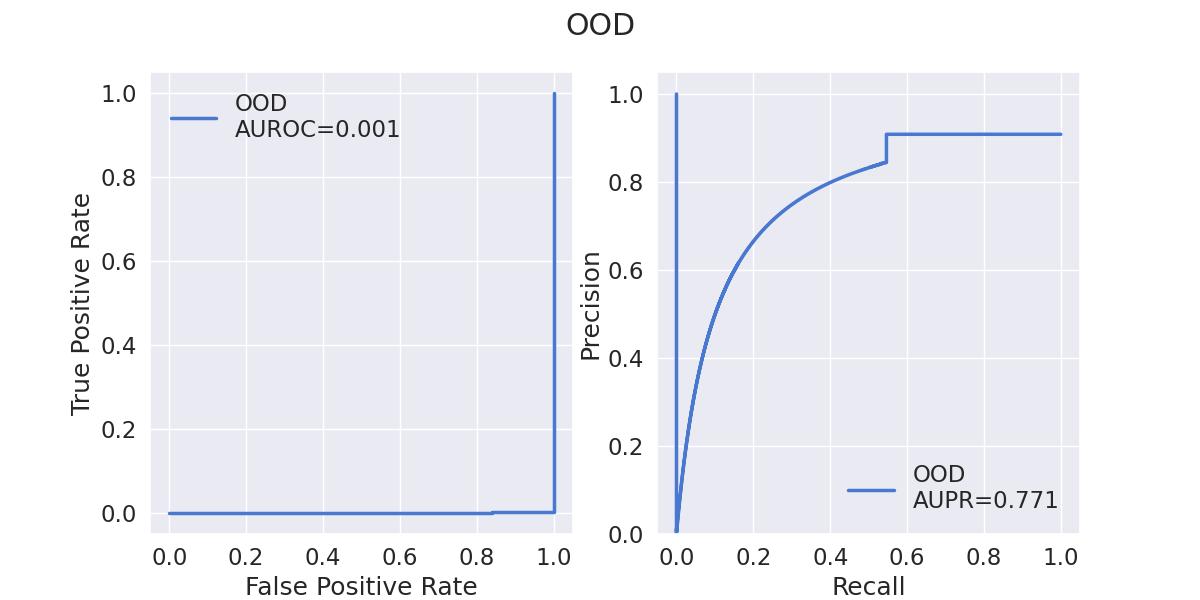 OOD
OOD
AUROC=0.001
1.0
0.8
0.6
0.4
0.2
0.0
True Positive Rate
0.0 0.2 0.4 0.6 0.8 1.0
False Positive Rate
1.0
0.8
0.6
0.4
0.2
0.0
Precision
OOD
AUPR=0.771
0.0 0.2 0.4 0.6 0.8 1.0
Recall